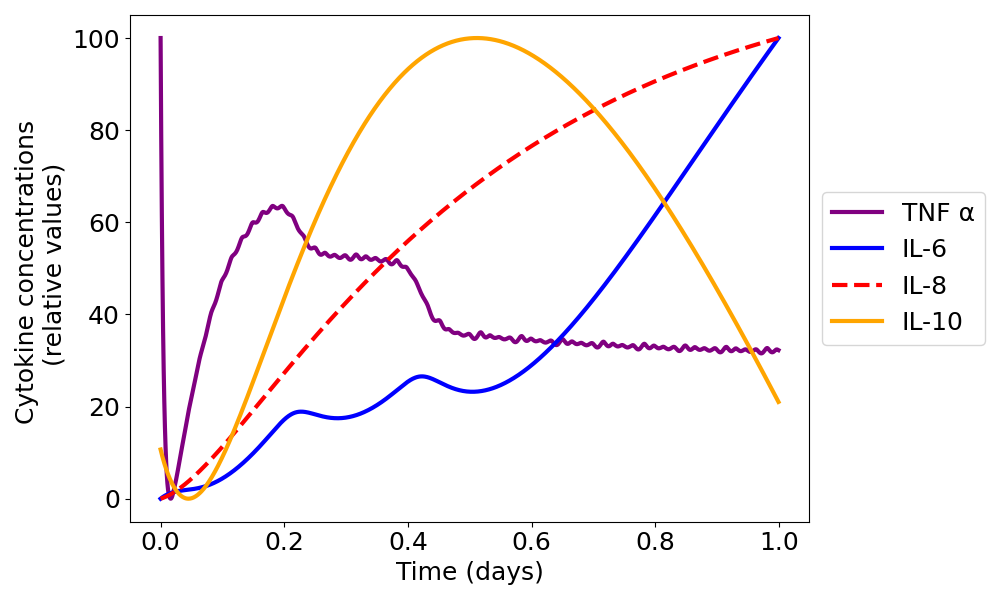 Cytokine concentrations
(relative values)
100
80
60
40
20
0
0.0 0.2 0.4 0.6 0.8 1.0
Time (days)
TNF α
IL-6
IL-8
IL-10